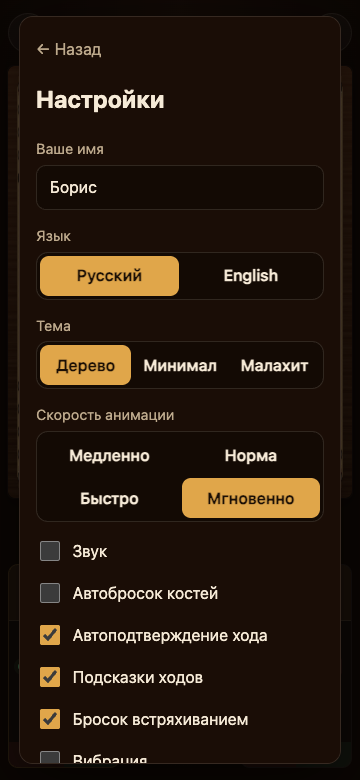 ← Назад
Настройки
Ваше имя
Борис
Язык
Русский English
Тема
Дерево Минимал Малахит
Скорость анимации
Медленно Норма
Быстро Мгновенно
Звук
Автобросок костей
Автоподтверждение хода
Подсказки ходов
Бросок встряхиванием
Вибрация